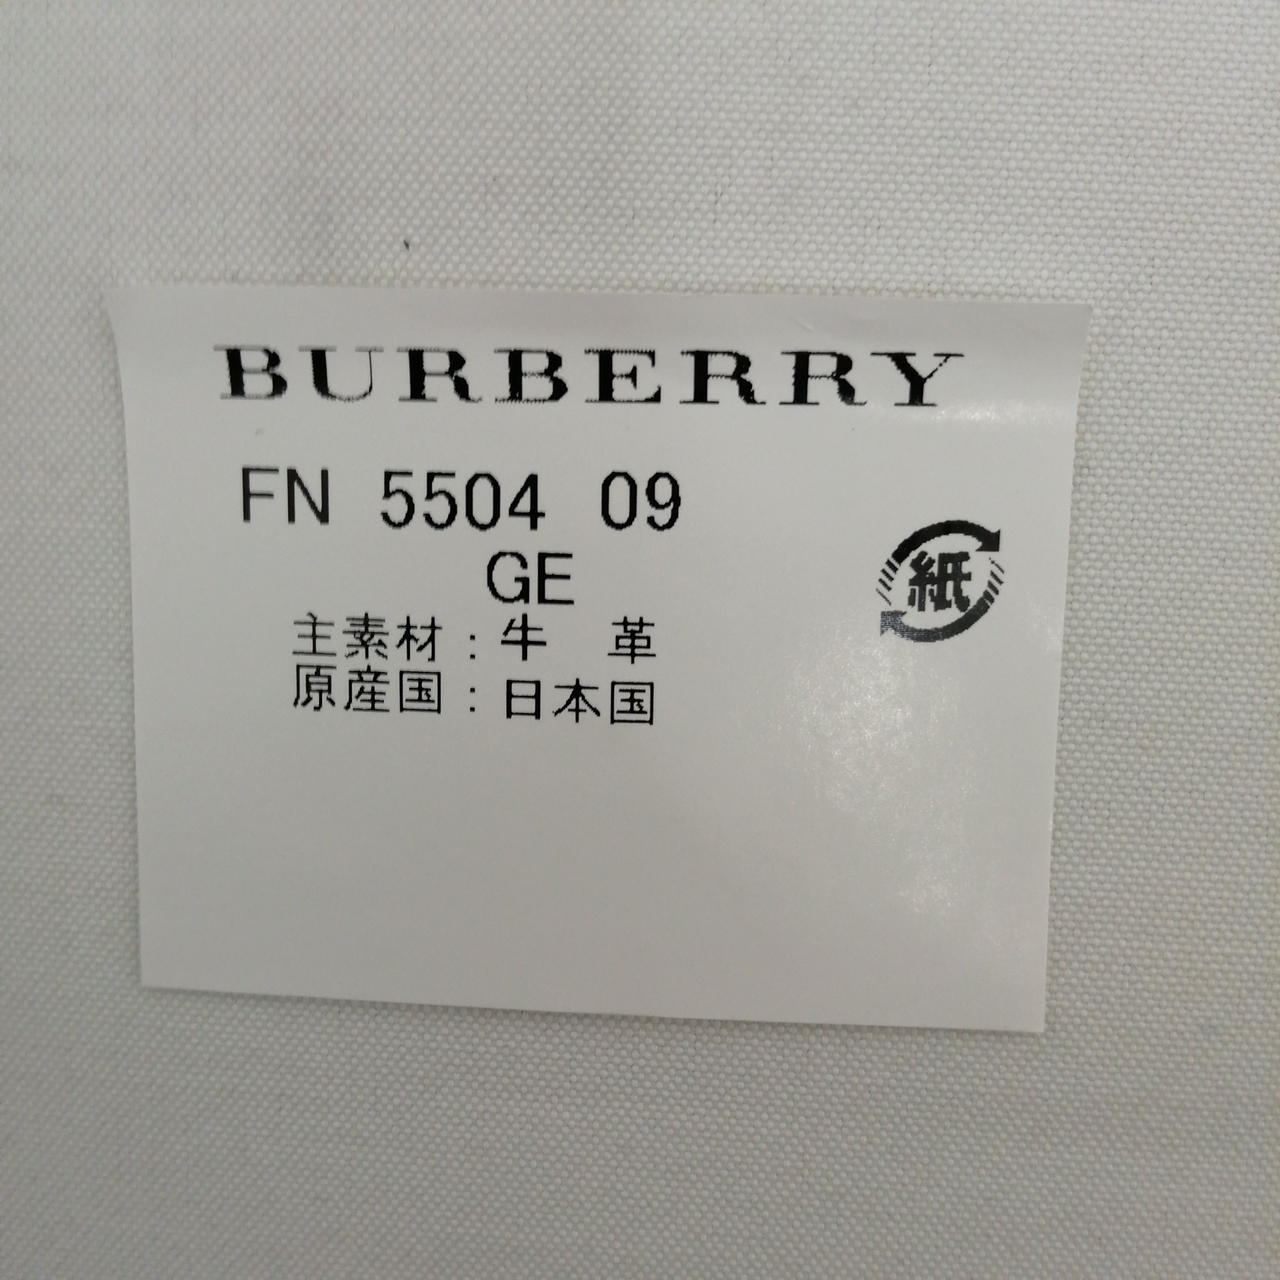 BURBERRY
FN 5504 09
GE
紙
主素材：牛 革
原産国：日本国